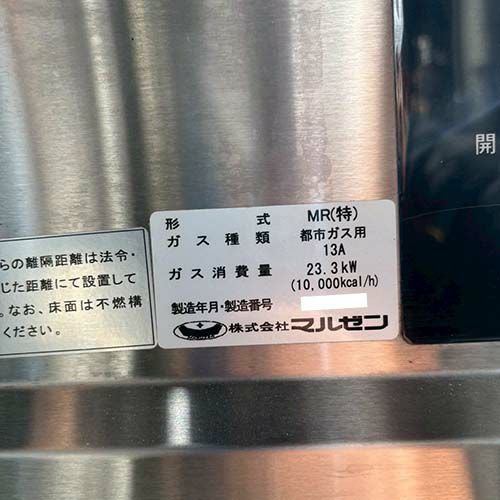 形式 MR(特)
ガス種類 都市ガス用
13A
ガス消費量 23.3kW
(10,000kcal/h)
製造年月・製造番号
株式会社マルゼン
らの離隔距離は法令・
じた距離にて設置して
。なお、床面は不燃構
ください。
開